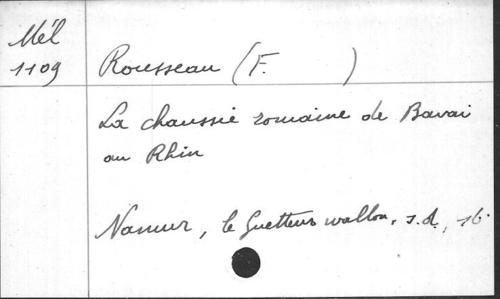 Mél
1109
Rousseau (F. )
La chaussée romaine de Bavai
au Rhin
Namur, le Guetteur wallon, s.d., 16.